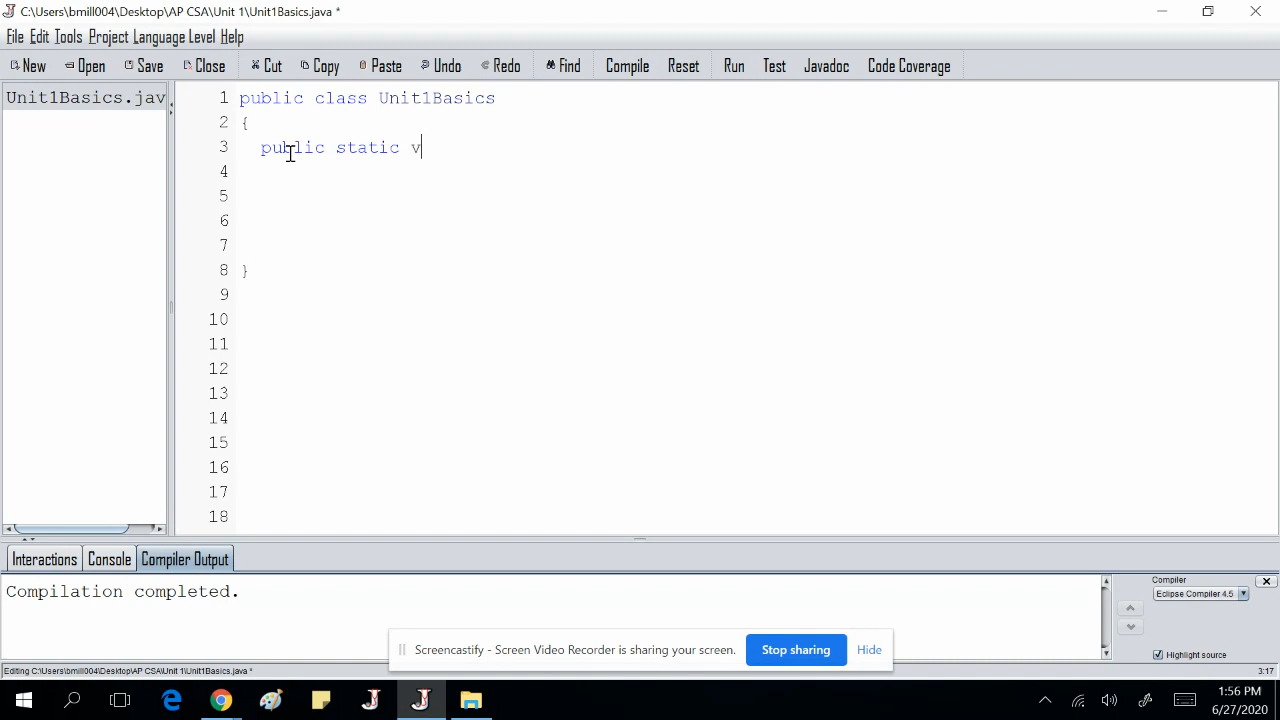 C:\Users\bmill004\Desktop\AP CSA\Unit 1\Unit1Basics.java *
File Edit Tools Project Language Level Help
New Open Save Close Cut Copy Paste Undo Redo Find Compile Reset Run Test Javadoc Code Coverage
Unit1Basics.jav
1 public class Unit1Basics
2 {
3 public static v
4
5
6
7
8 }
9
10
11
12
13
14
15
16
17
18
Interactions Console Compiler Output
Compilation completed.
Compiler
Eclipse Compiler 4.5
Highlight source
Screencastify - Screen Video Recorder is sharing your screen. Stop sharing Hide
Editing C:\Users\bmill004\Desktop\AP CSA\Unit 1\Unit1Basics.java * 3:17
1:56 PM
6/27/2020